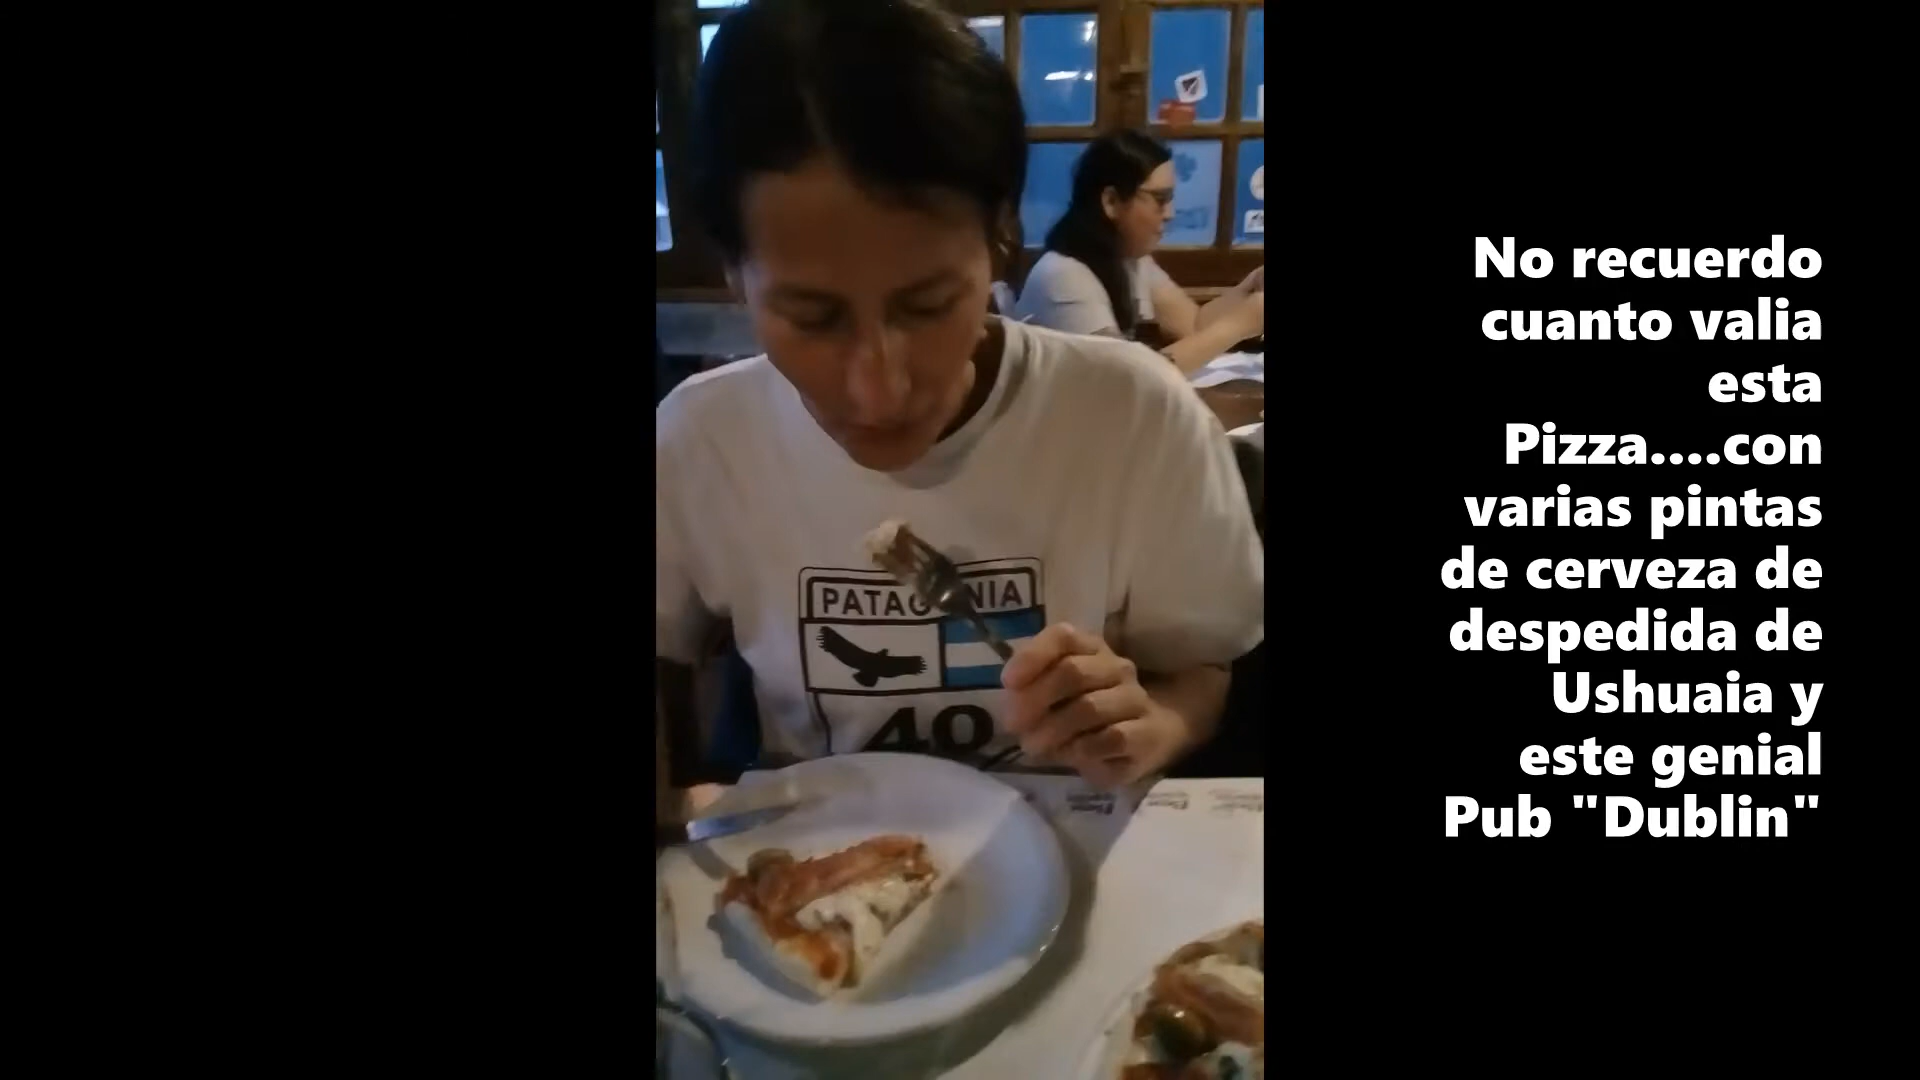 No recuerdo
cuanto valia
esta
Pizza....con
varias pintas
de cerveza de
despedida de
Ushuaia y
este genial
Pub "Dublin"
40